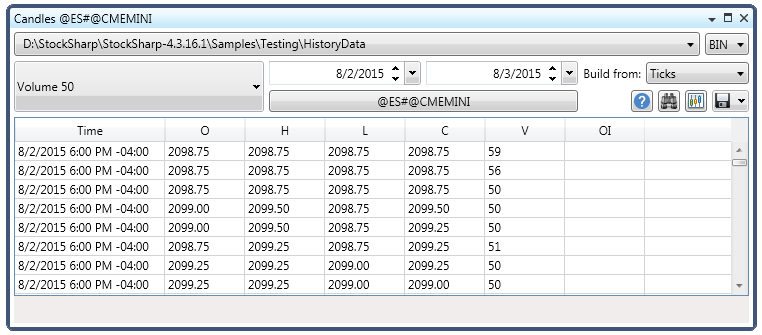 Candles @ES#@CMEMINI
D:\StockSharp\StockSharp-4.3.16.1\Samples\Testing\HistoryData BIN
Volume 50 8/2/2015 8/3/2015 Build from: Ticks
@ES#@CMEMINI
Time O H L C V OI
8/2/2015 6:00 PM -04:00 2098.75 2098.75 2098.75 2098.75 59
8/2/2015 6:00 PM -04:00 2098.75 2098.75 2098.75 2098.75 56
8/2/2015 6:00 PM -04:00 2098.75 2098.75 2098.75 2098.75 50
8/2/2015 6:00 PM -04:00 2099.00 2099.50 2098.75 2099.50 50
8/2/2015 6:00 PM -04:00 2099.00 2099.50 2098.75 2099.25 50
8/2/2015 6:00 PM -04:00 2098.75 2099.25 2098.75 2099.25 51
8/2/2015 6:00 PM -04:00 2099.25 2099.25 2099.00 2099.25 50
8/2/2015 6:00 PM -04:00 2099.25 2099.25 2099.00 2099.00 50